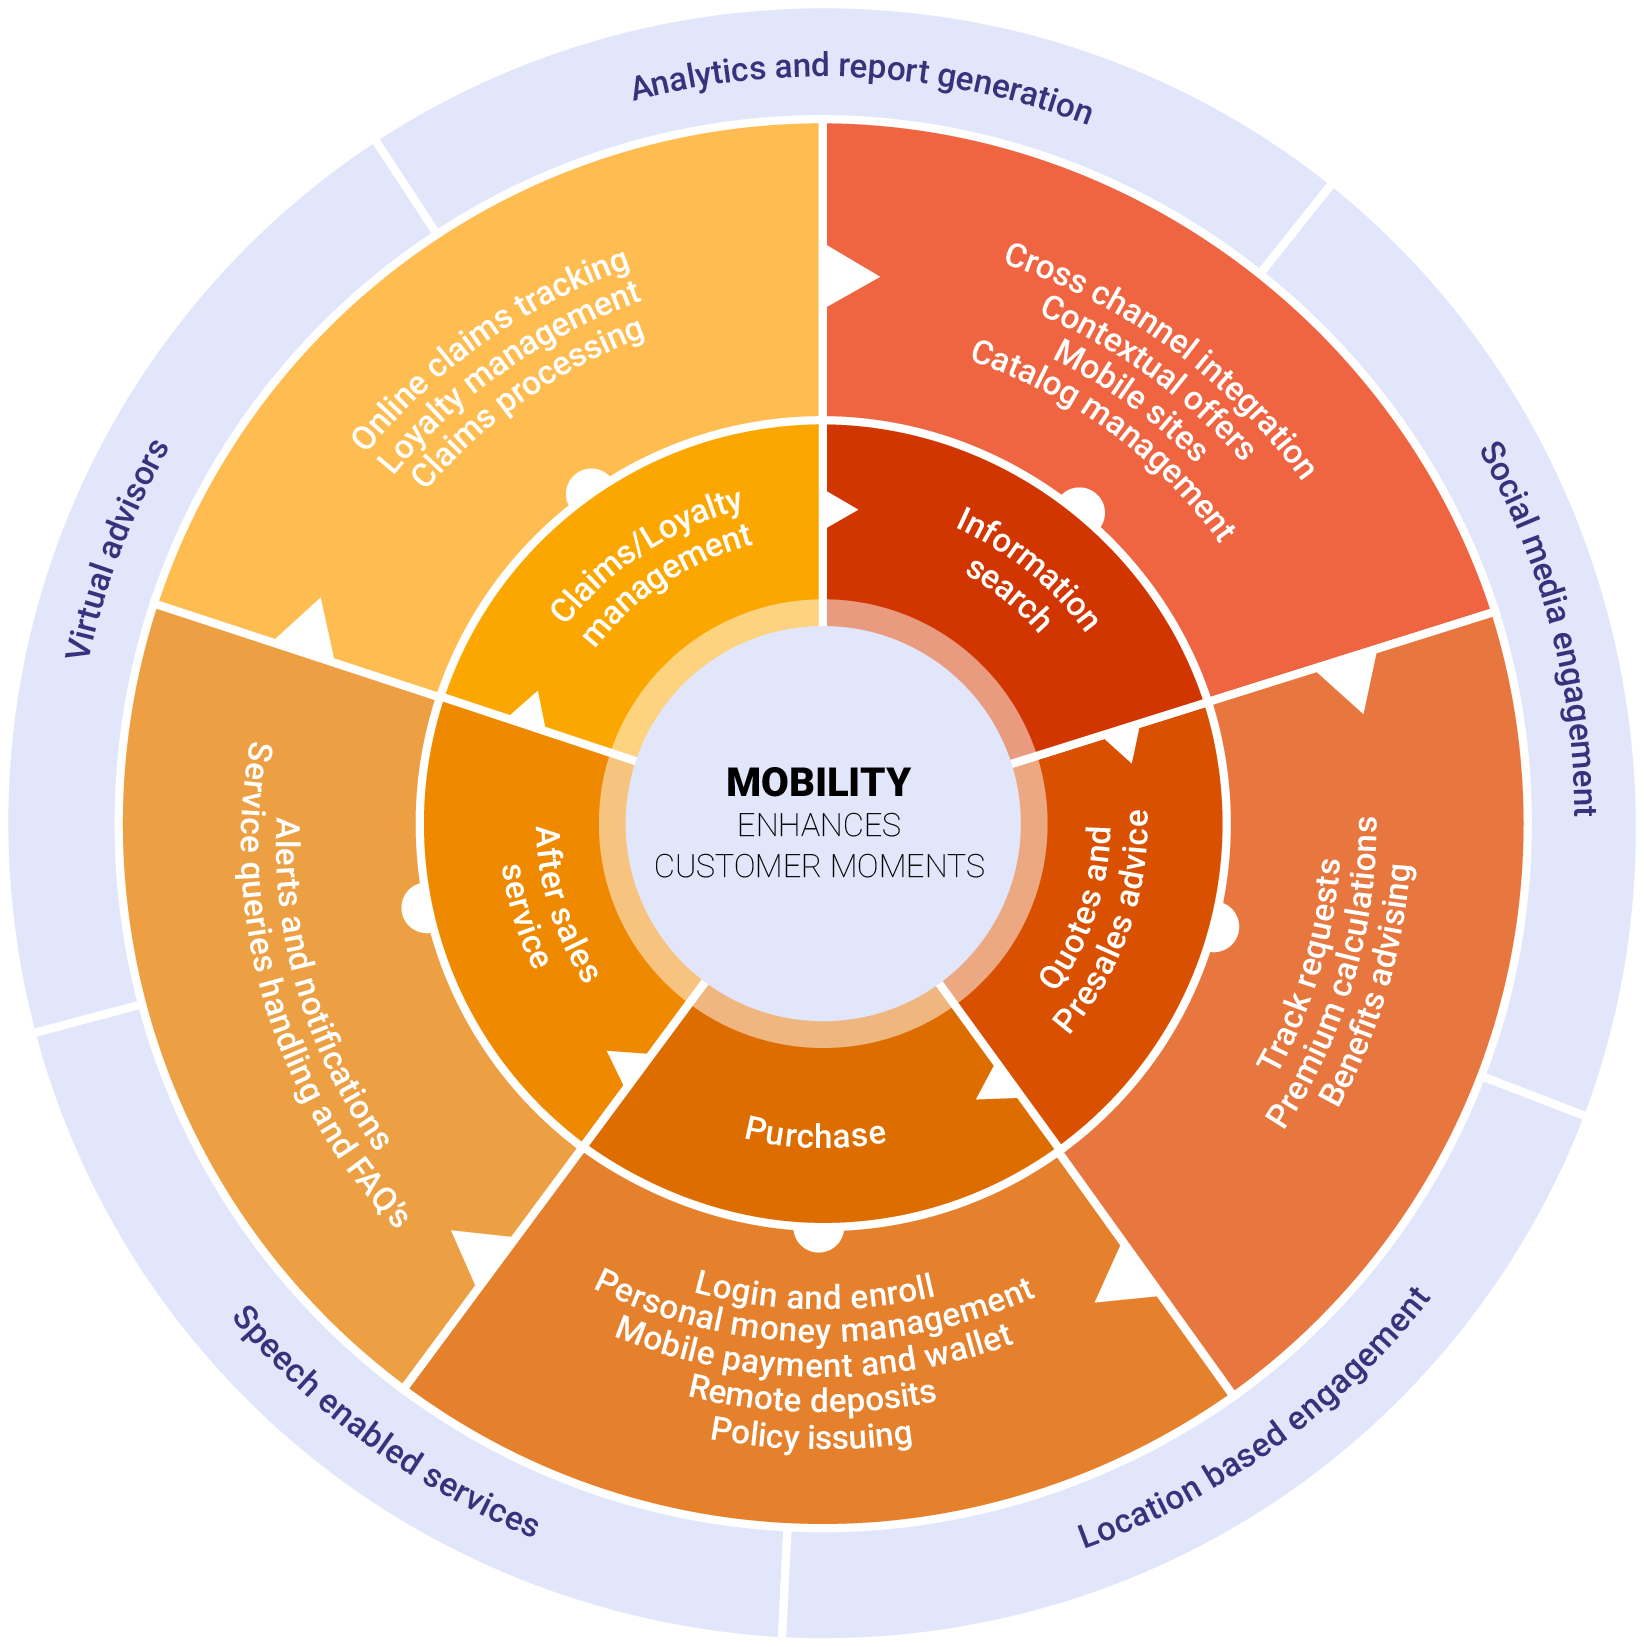 Analytics and report generation
Social media engagement
Location based engagement
Speech enabled services
Virtual advisors
Cross channel integration
Contextual offers
Mobile sites
Catalog management
Track requests
Premium calculations
Benefits advising
Login and enroll
Personal money management
Mobile payment and wallet
Remote deposits
Policy issuing
Alerts and notifications
Service queries handling and FAQ's
Online claims tracking
Loyalty management
Claims processing
Information
search
Quotes and
Presales advice
Purchase
After sales
service
Claims/Loyalty
management
MOBILITY
ENHANCES
CUSTOMER MOMENTS